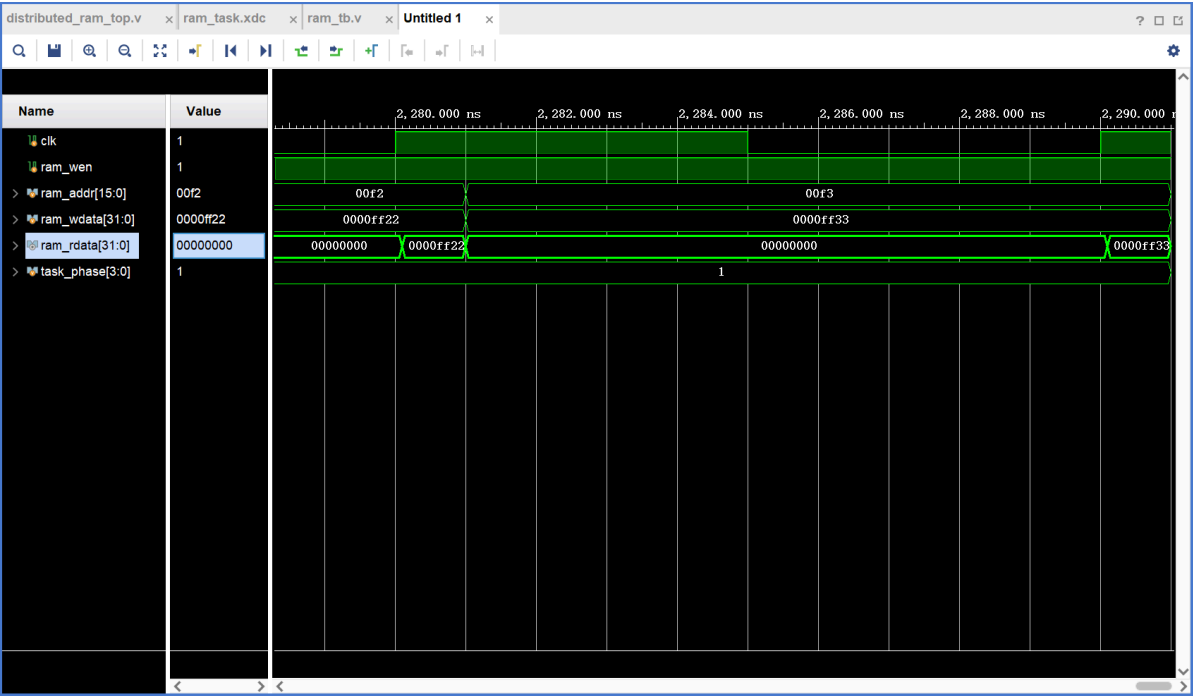 distributed_ram_top.v × ram_task.xdc × ram_tb.v × Untitled 1 ×
Name Value
2,280.000 ns 2,282.000 ns 2,284.000 ns 2,286.000 ns 2,288.000 ns 2,290.000 n
clk 1
ram_wen 1
ram_addr[15:0] 00f2 00f2 00f3
ram_wdata[31:0] 0000ff22 0000ff22 0000ff33
ram_rdata[31:0] 00000000 00000000 0000ff22 00000000 0000ff33
task_phase[3:0] 1 1